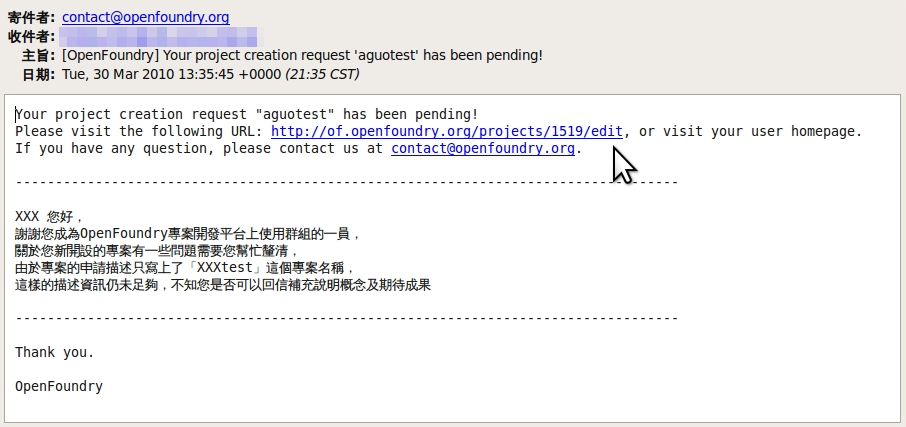 寄件者: contact@openfoundry.org
收件者:
主旨: [OpenFoundry] Your project creation request 'aguotest' has been pending!
日期: Tue, 30 Mar 2010 13:35:45 +0000 (21:35 CST)
Your project creation request "aguotest" has been pending!
Please visit the following URL: http://of.openfoundry.org/projects/1519/edit, or visit your user homepage.
If you have any question, please contact us at contact@openfoundry.org.
-----------------------------------------------------------------------------------
XXX 您好，
謝謝您成為OpenFoundry專案開發平台上使用群組的一員，
關於您新開設的專案有一些問題需要您幫忙釐清，
由於專案的申請描述只寫上了「XXXtest」這個專案名稱，
這樣的描述資訊仍未足夠，不知您是否可以回信補充說明概念及期待成果
-----------------------------------------------------------------------------------
Thank you.
OpenFoundry